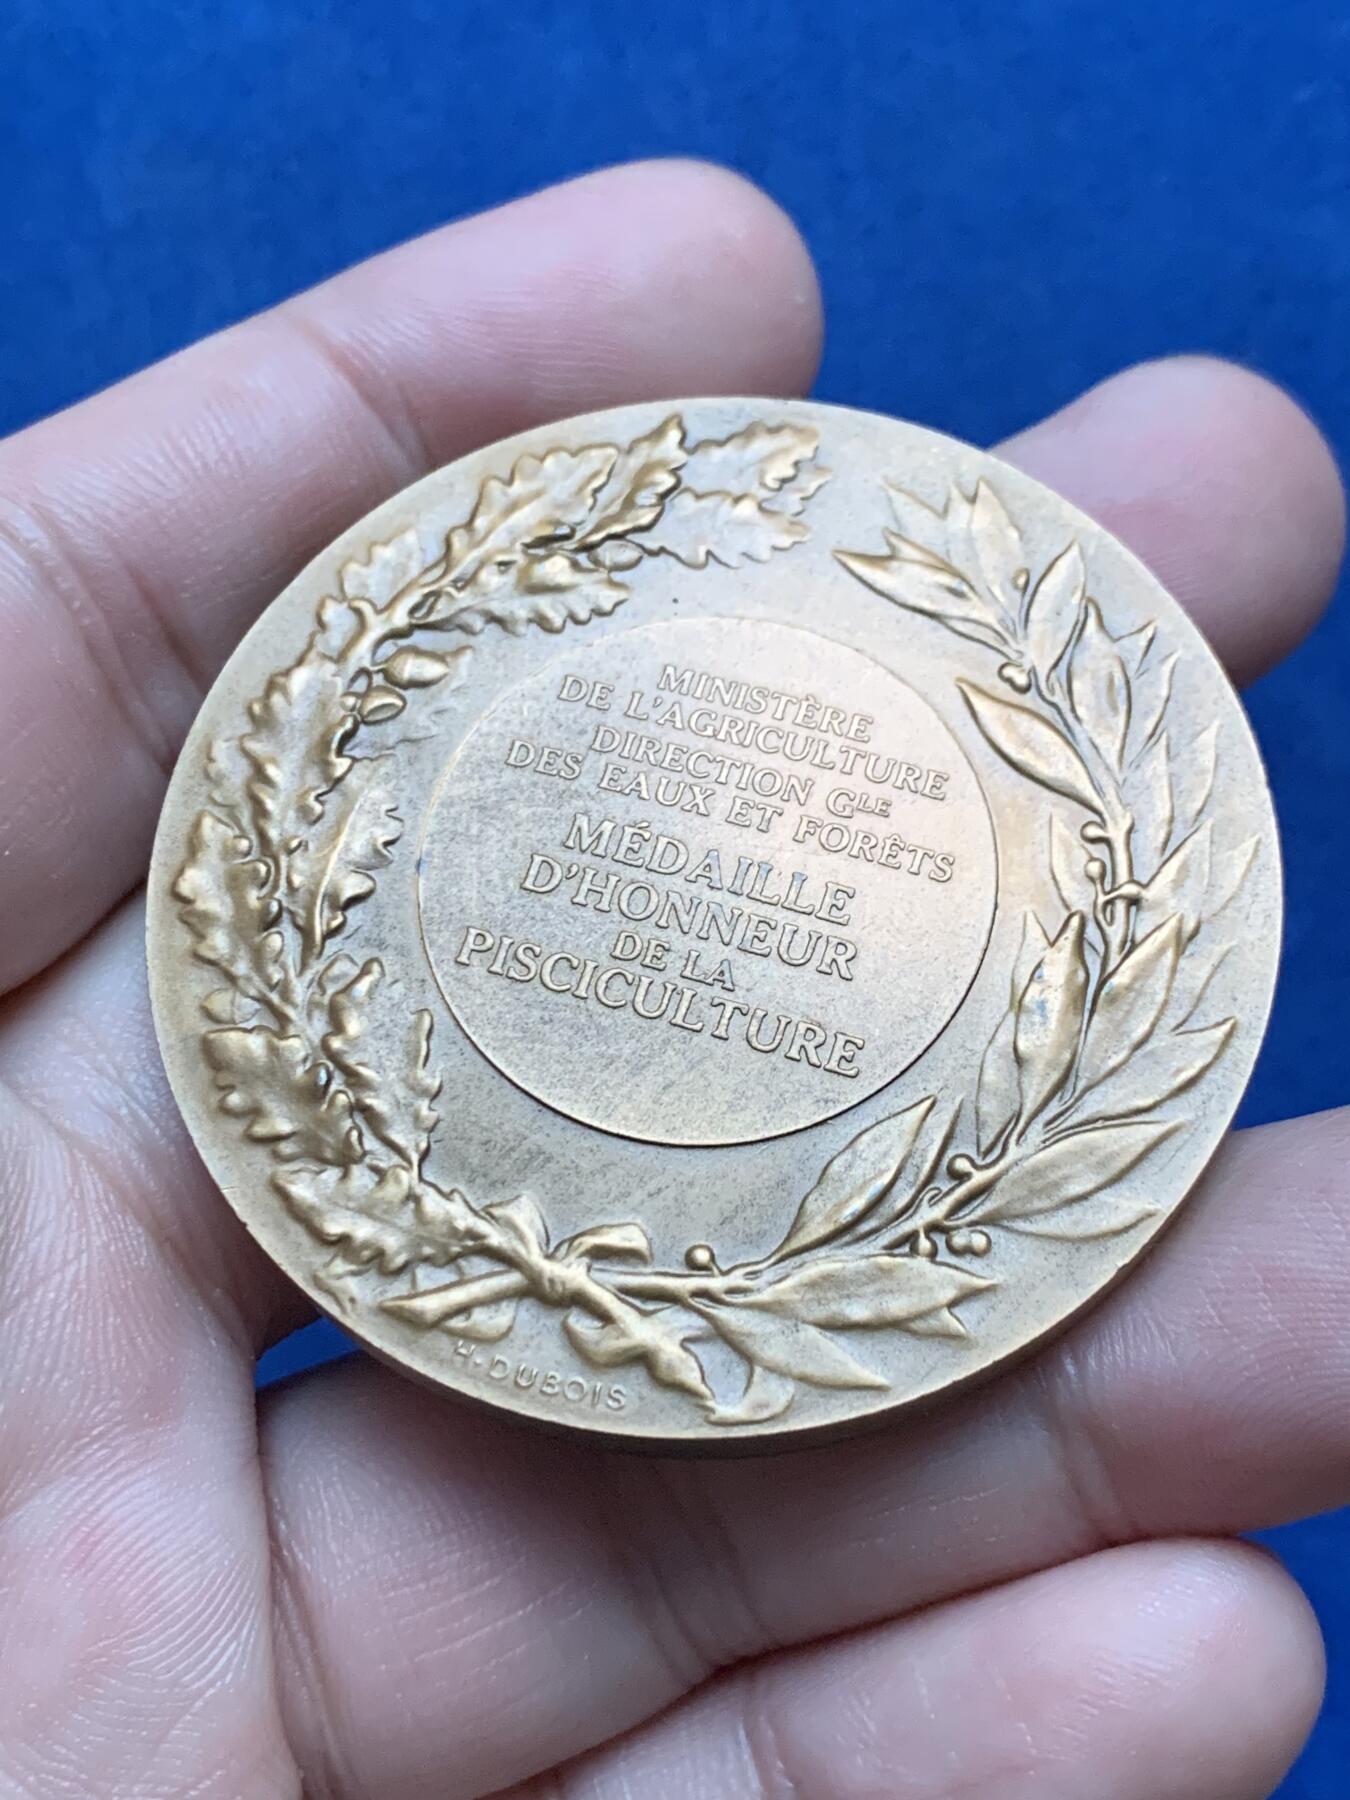 MINISTÈRE
DE L'AGRICULTURE
DIRECTION GLE
DES EAUX ET FORÊTS
MÉDAILLE
D'HONNEUR
DE LA
PISCICULTURE
H. DUBOIS